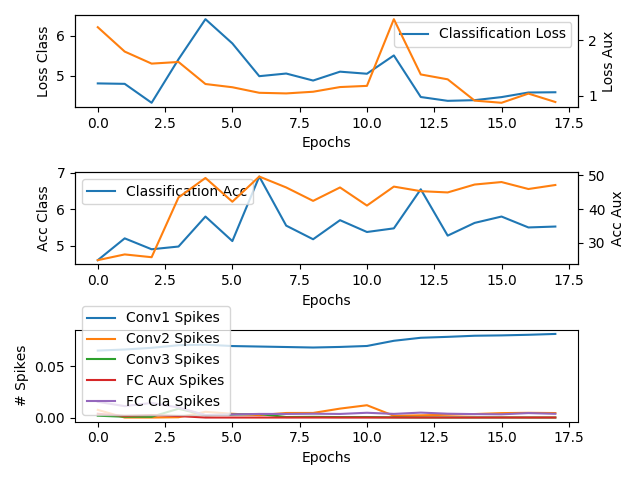 Classification Loss
6
5
2
1
Loss Class
Loss Aux
0.0 2.5 5.0 7.5 10.0 12.5 15.0 17.5
Epochs
Classification Acc
7
6
5
50
40
30
Acc Class
Acc Aux
0.0 2.5 5.0 7.5 10.0 12.5 15.0 17.5
Epochs
Conv1 Spikes
Conv2 Spikes
Conv3 Spikes
FC Aux Spikes
FC Cla Spikes
0.05
0.00
# Spikes
0.0 2.5 5.0 7.5 10.0 12.5 15.0 17.5
Epochs